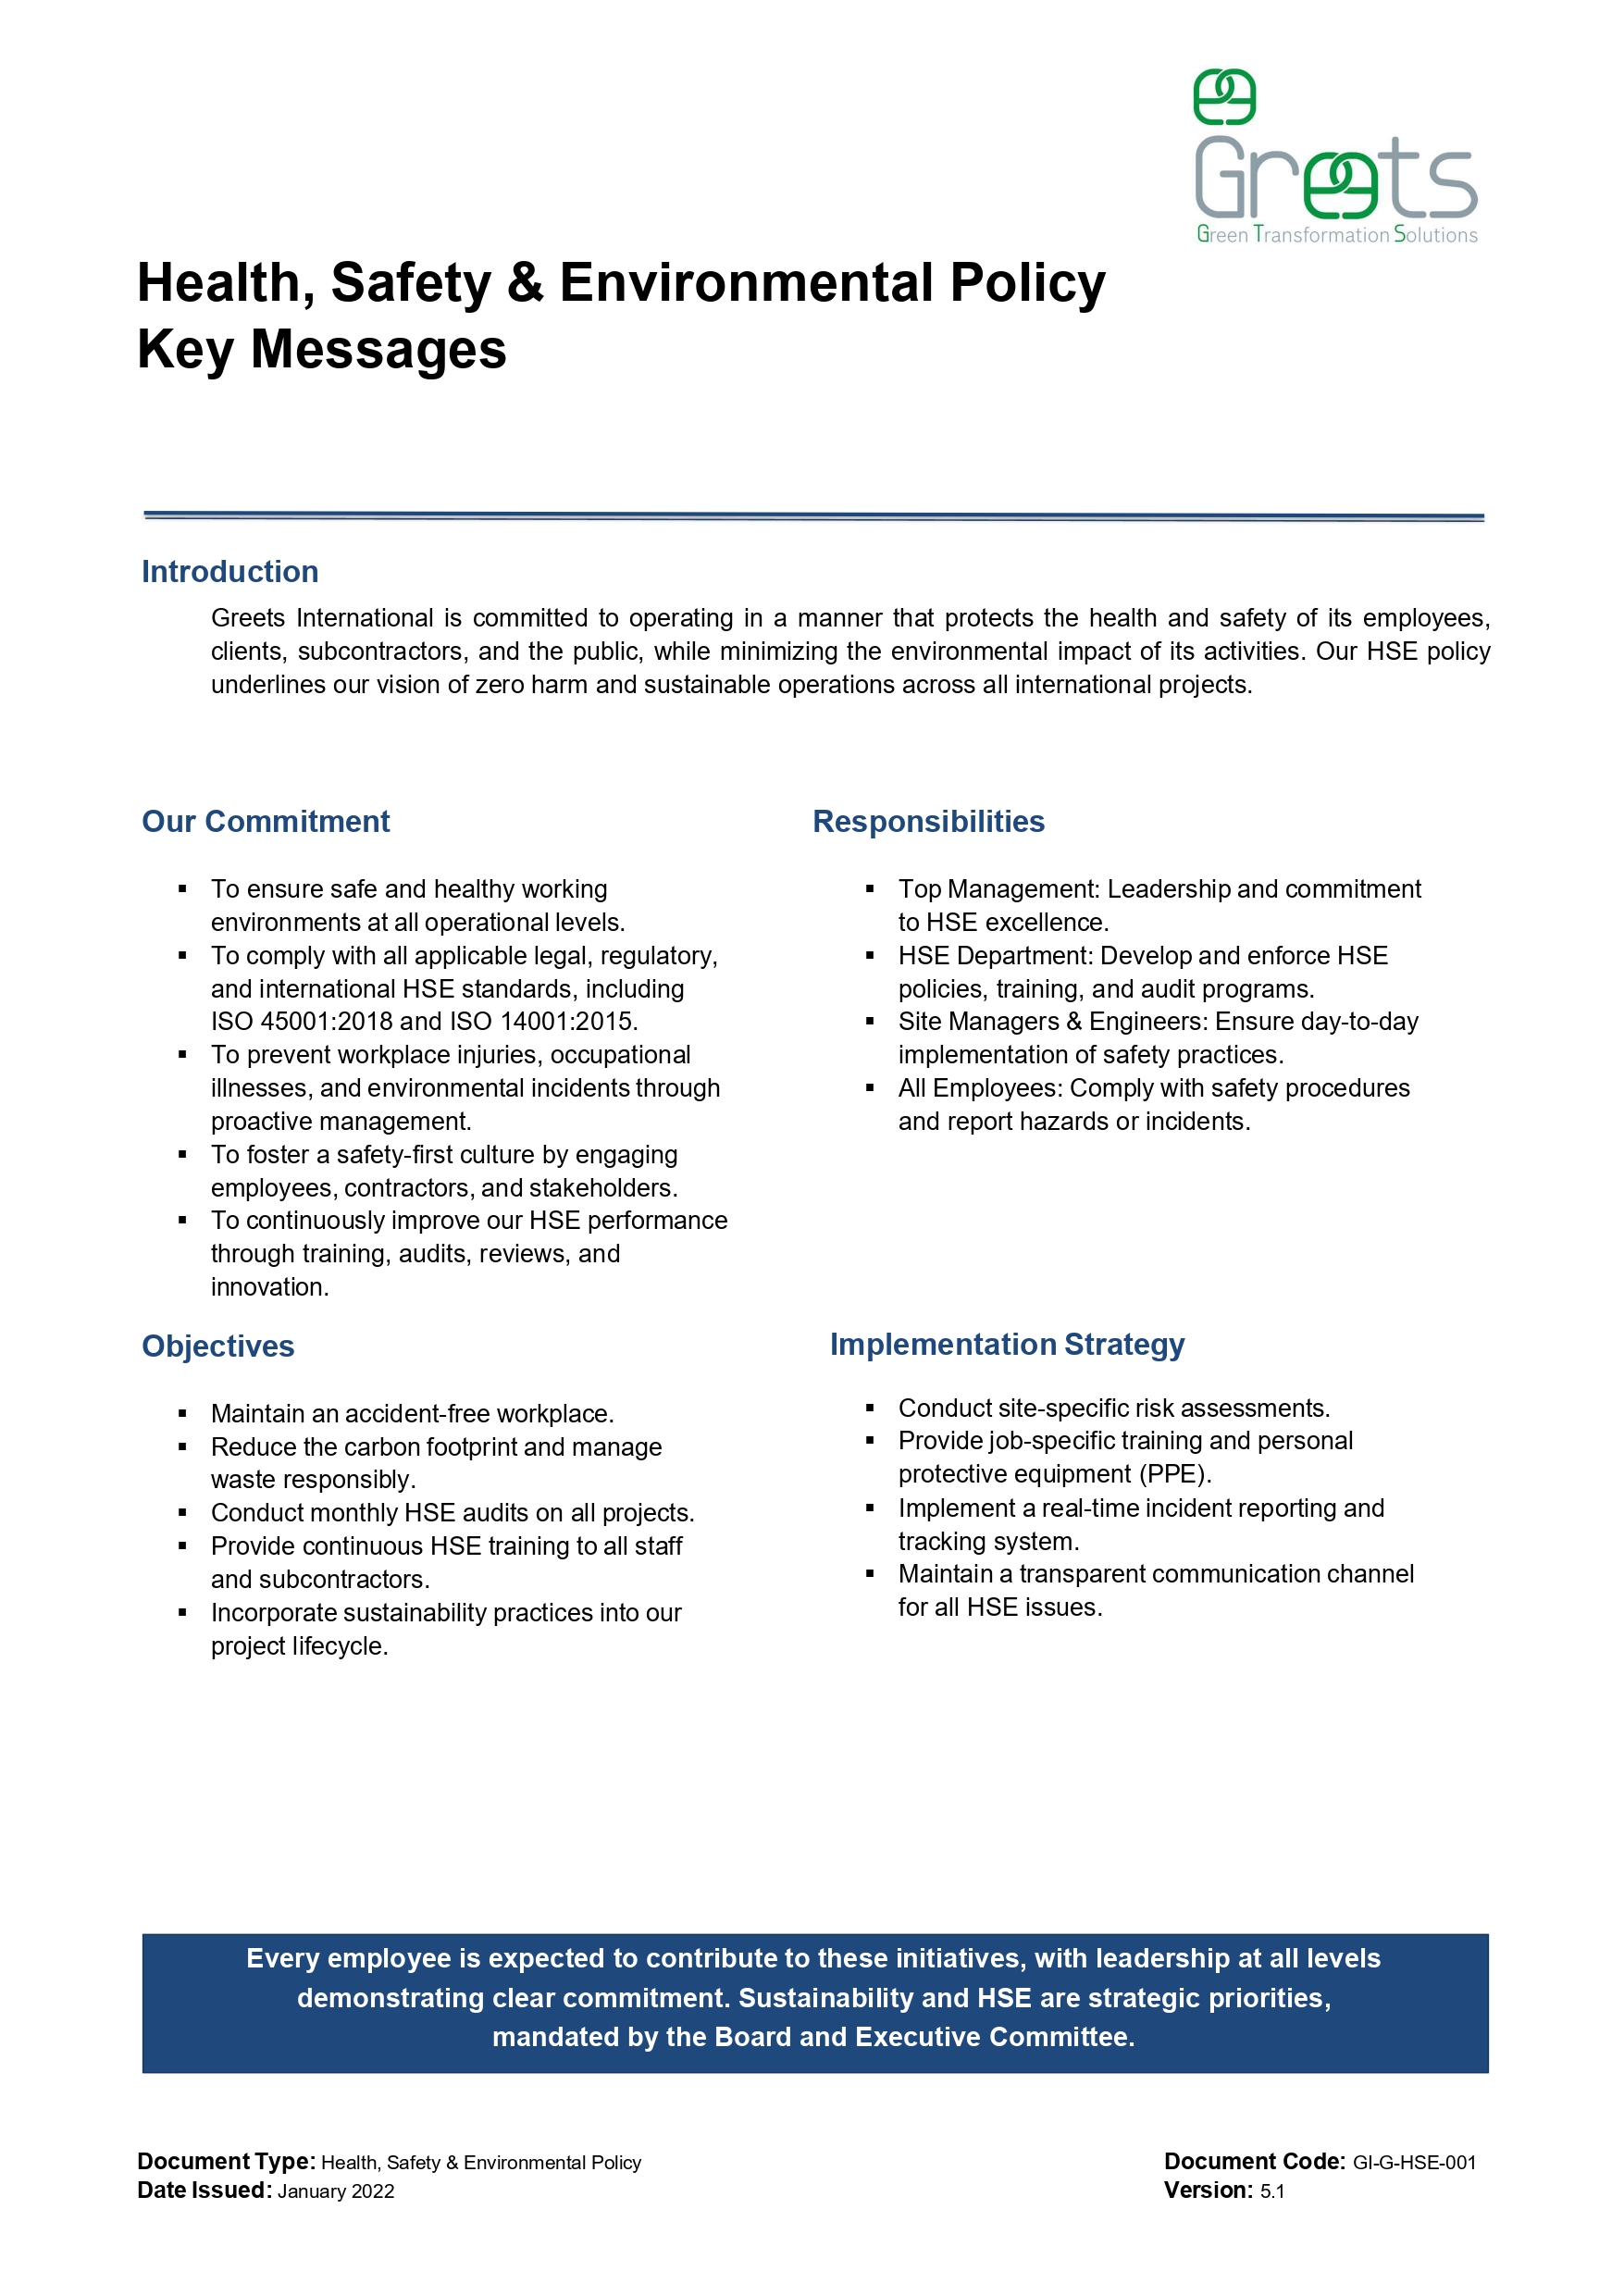 Greets
Green Transformation Solutions
Health, Safety & Environmental Policy
Key Messages
Introduction
Greets International is committed to operating in a manner that protects the health and safety of its employees,
clients, subcontractors, and the public, while minimizing the environmental impact of its activities. Our HSE policy
underlines our vision of zero harm and sustainable operations across all international projects.
Our Commitment
▪ To ensure safe and healthy working
environments at all operational levels.
▪ To comply with all applicable legal, regulatory,
and international HSE standards, including
ISO 45001:2018 and ISO 14001:2015.
▪ To prevent workplace injuries, occupational
illnesses, and environmental incidents through
proactive management.
▪ To foster a safety-first culture by engaging
employees, contractors, and stakeholders.
▪ To continuously improve our HSE performance
through training, audits, reviews, and
innovation.
Responsibilities
▪ Top Management: Leadership and commitment
to HSE excellence.
▪ HSE Department: Develop and enforce HSE
policies, training, and audit programs.
▪ Site Managers & Engineers: Ensure day-to-day
implementation of safety practices.
▪ All Employees: Comply with safety procedures
and report hazards or incidents.
Objectives
▪ Maintain an accident-free workplace.
▪ Reduce the carbon footprint and manage
waste responsibly.
▪ Conduct monthly HSE audits on all projects.
▪ Provide continuous HSE training to all staff
and subcontractors.
▪ Incorporate sustainability practices into our
project lifecycle.
Implementation Strategy
▪ Conduct site-specific risk assessments.
▪ Provide job-specific training and personal
protective equipment (PPE).
▪ Implement a real-time incident reporting and
tracking system.
▪ Maintain a transparent communication channel
for all HSE issues.
Every employee is expected to contribute to these initiatives, with leadership at all levels
demonstrating clear commitment. Sustainability and HSE are strategic priorities,
mandated by the Board and Executive Committee.
Document Type: Health, Safety & Environmental Policy
Date Issued: January 2022
Document Code: GI-G-HSE-001
Version: 5.1